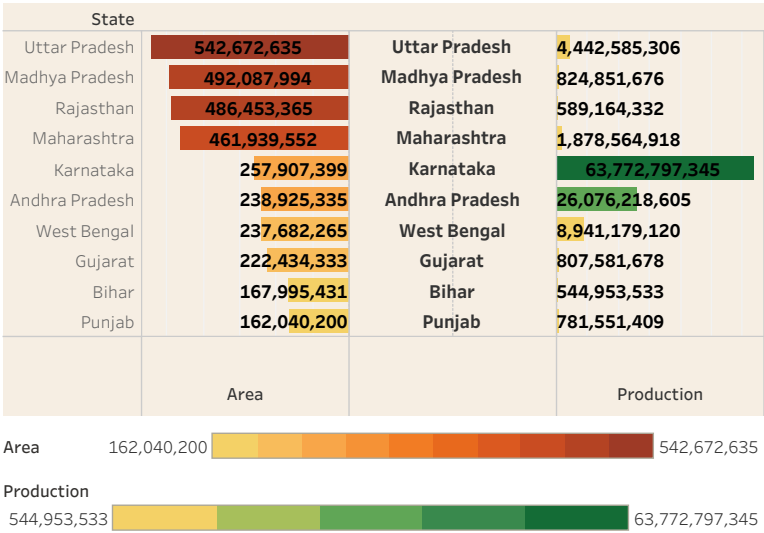 State
Uttar Pradesh 542,672,635 Uttar Pradesh 4,442,585,306
Madhya Pradesh 492,087,994 Madhya Pradesh 824,851,676
Rajasthan 486,453,365 Rajasthan 589,164,332
Maharashtra 461,939,552 Maharashtra 1,878,564,918
Karnataka 257,907,399 Karnataka 63,772,797,345
Andhra Pradesh 238,925,335 Andhra Pradesh 26,076,218,605
West Bengal 237,682,265 West Bengal 8,941,179,120
Gujarat 222,434,333 Gujarat 807,581,678
Bihar 167,995,431 Bihar 544,953,533
Punjab 162,040,200 Punjab 781,551,409
Area Production
Area 162,040,200 542,672,635
Production
544,953,533 63,772,797,345